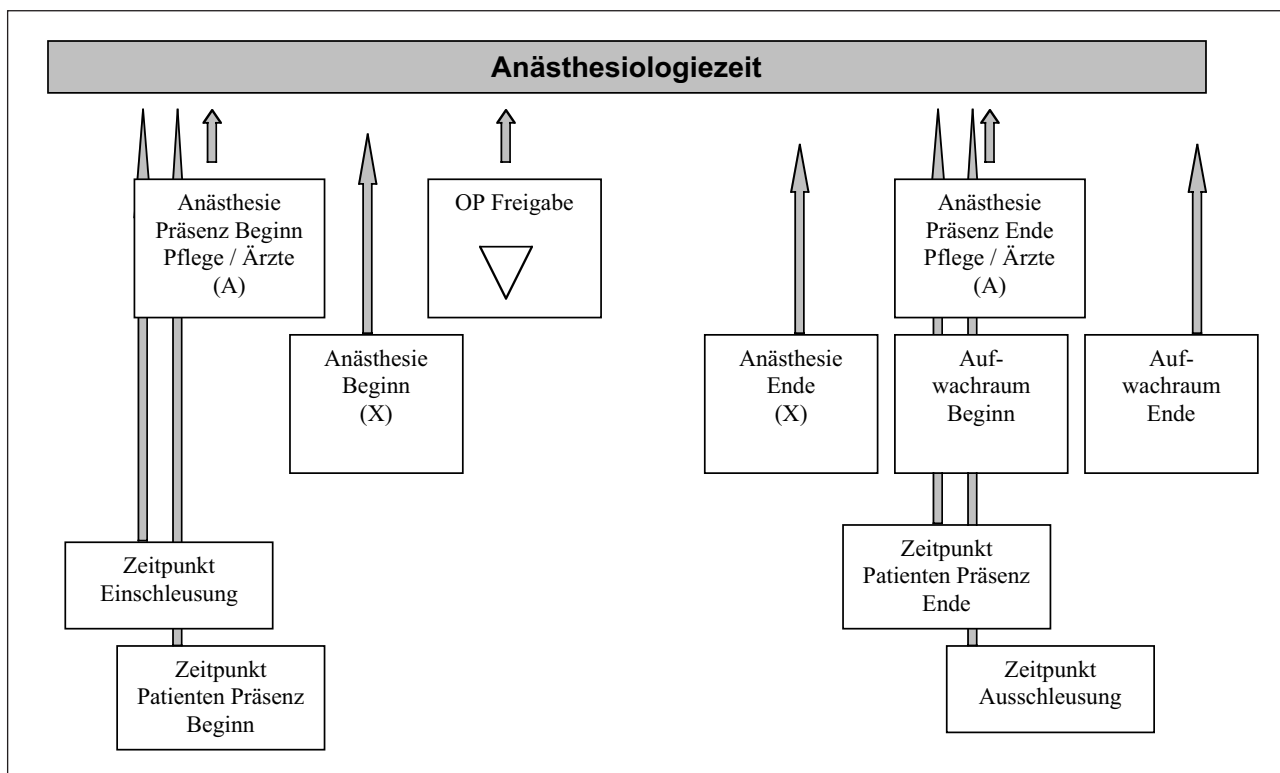 Anästhesiologiezeit
Anästhesie
Präsenz Beginn
Pflege / Ärzte
(A)
OP Freigabe
Anästhesie
Präsenz Ende
Pflege / Ärzte
(A)
Anästhesie
Beginn
(X)
Anästhesie
Ende
(X)
Auf-
wachraum
Beginn
Auf-
wachraum
Ende
Zeitpunkt
Einschleusung
Zeitpunkt
Patienten Präsenz
Ende
Zeitpunkt
Patienten Präsenz
Beginn
Zeitpunkt
Ausschleusung